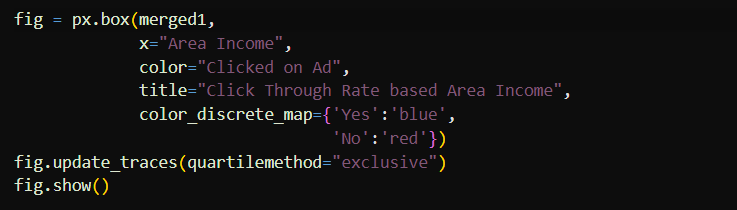 fig = px.box(merged1,
             x="Area Income",
             color="Clicked on Ad",
             title="Click Through Rate based Area Income",
             color_discrete_map={'Yes':'blue',
                                 'No':'red'})
fig.update_traces(quartilemethod="exclusive")
fig.show()